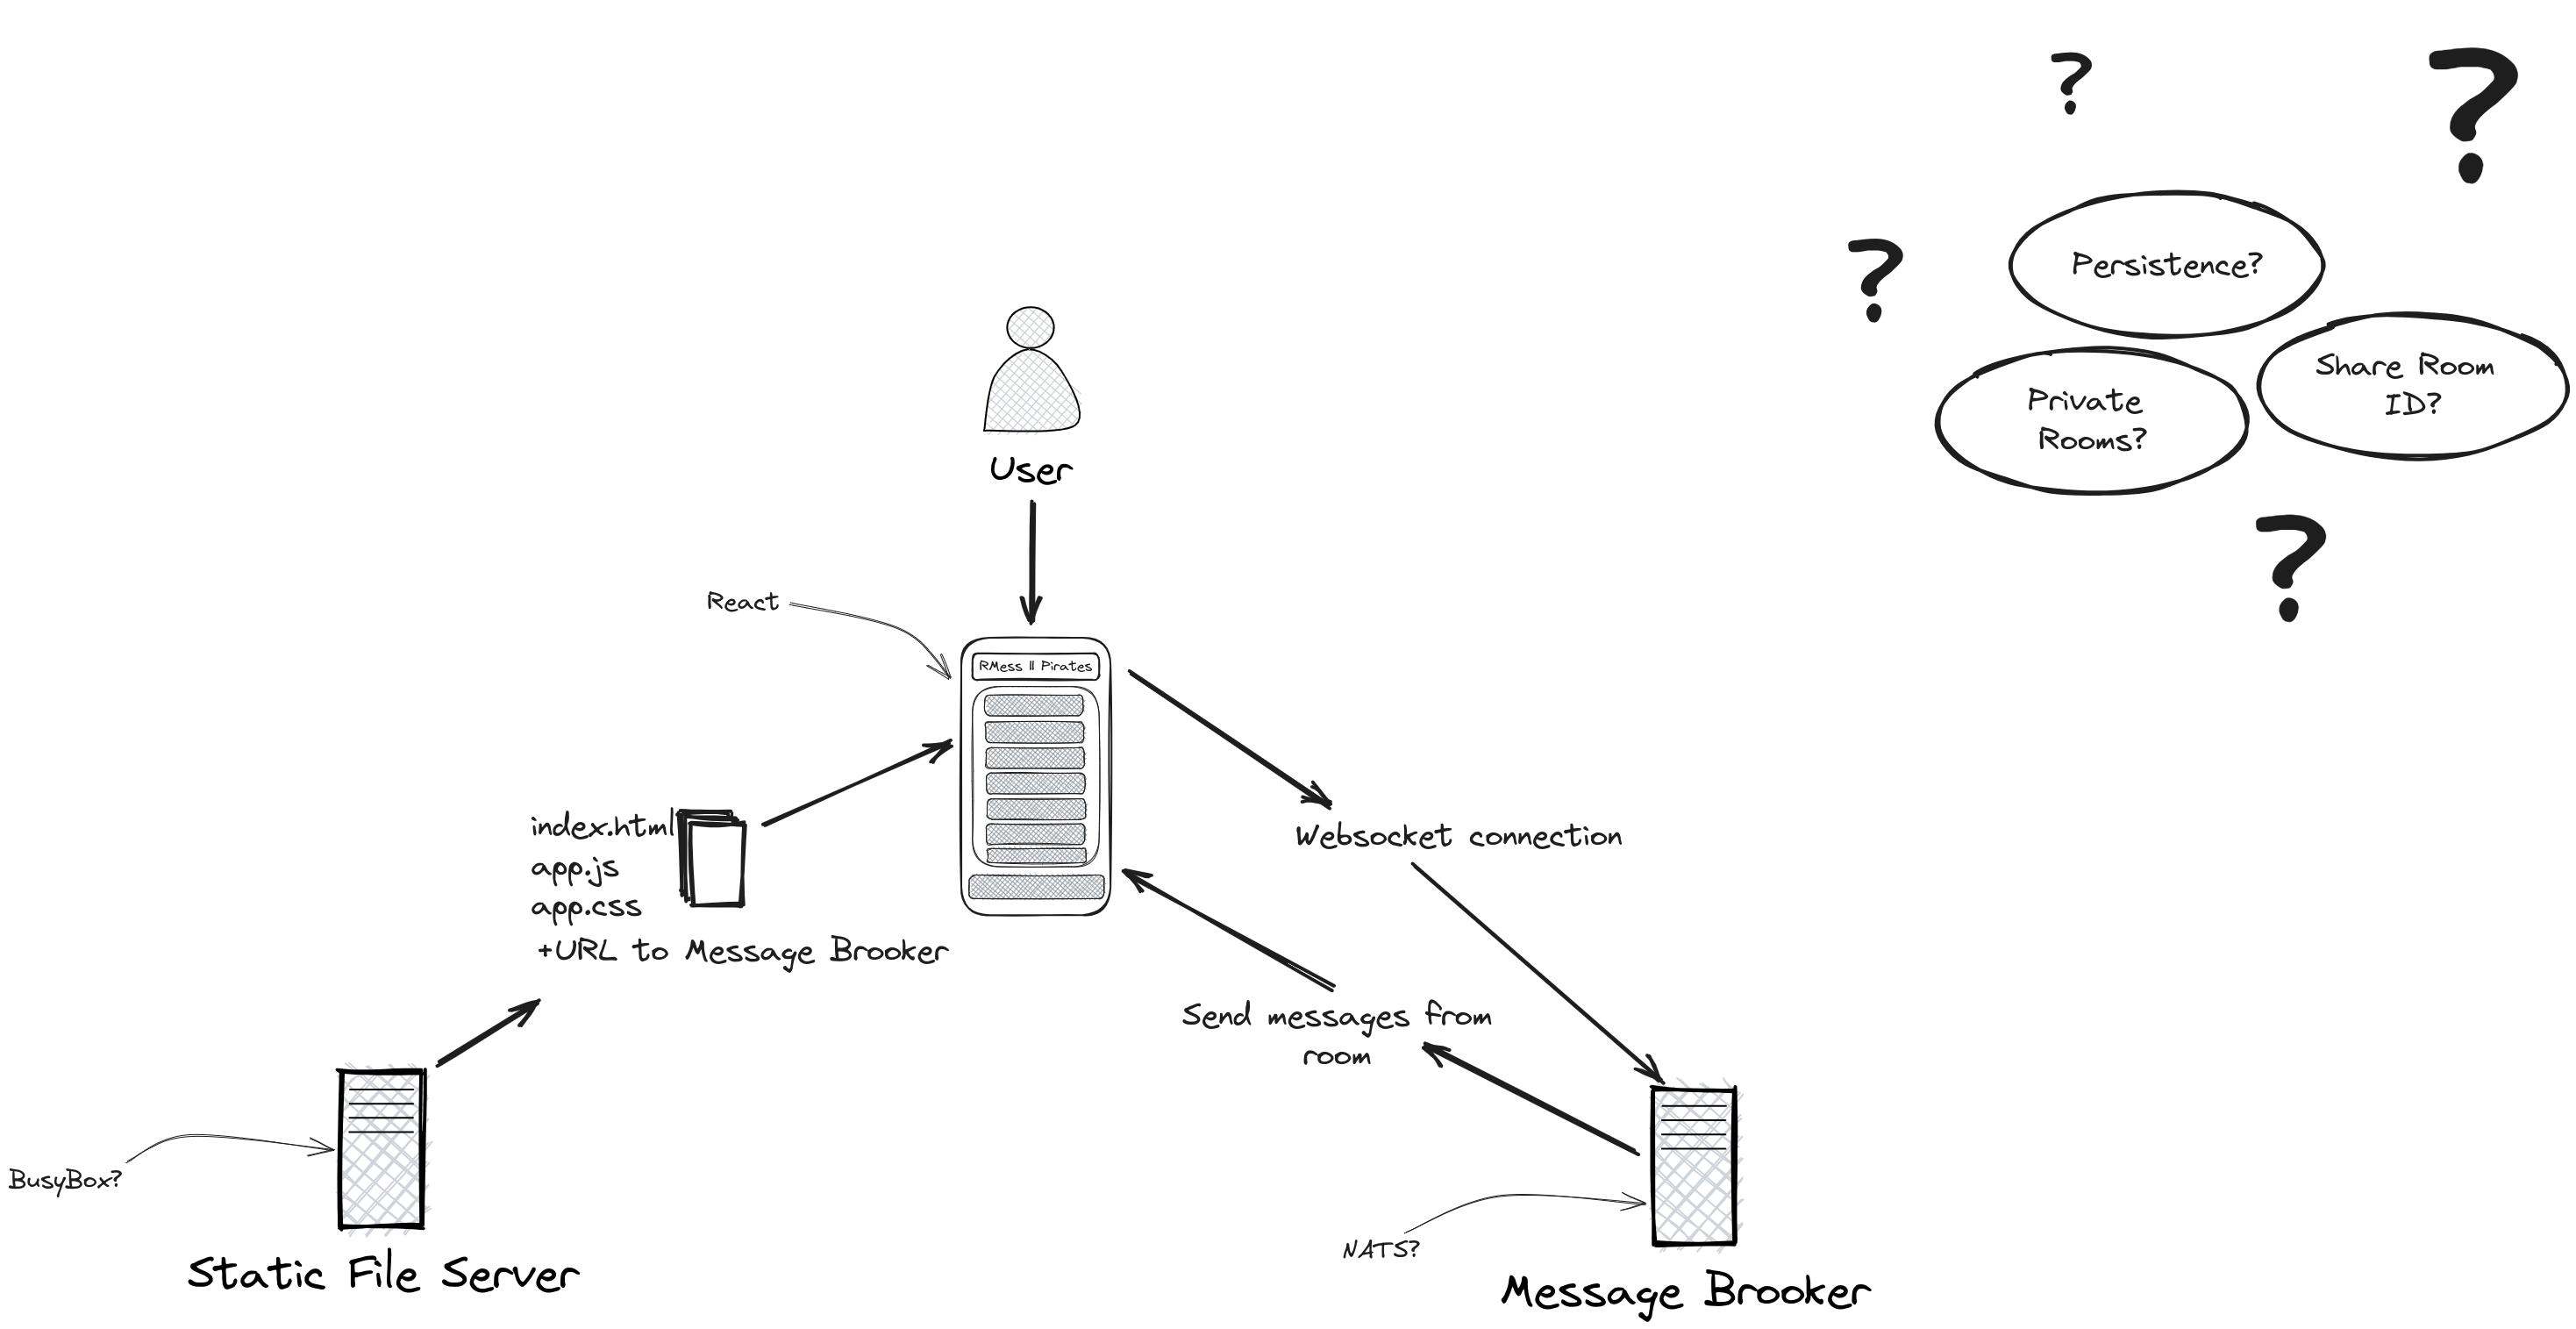 ?
?
?
Persistence?
Share Room
ID?
Private
Rooms?
?
User
React
RMess || Pirates
index.html
app.js
app.css
+URL to Message Brooker
Websocket connection
Send messages from
room
BusyBox?
NATS?
Static File Server
Message Brooker